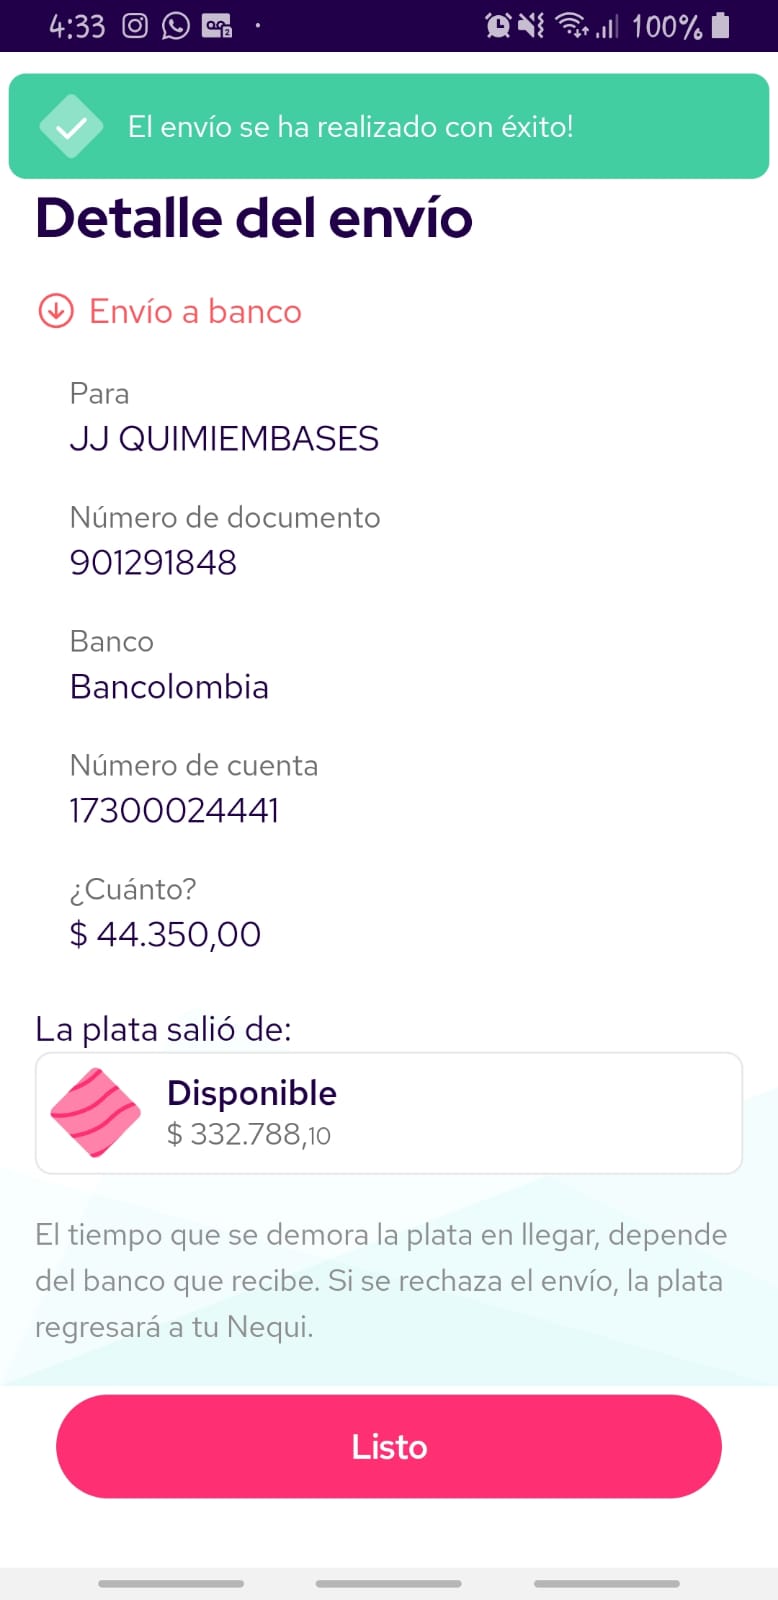 4:33
100%
El envío se ha realizado con éxito!
Detalle del envío
Envío a banco
Para
JJ QUIMIEMBASES
Número de documento
901291848
Banco
Bancolombia
Número de cuenta
17300024441
¿Cuánto?
$ 44.350,00
La plata salió de:
Disponible
$ 332.788,10
El tiempo que se demora la plata en llegar, depende
del banco que recibe. Si se rechaza el envío, la plata
regresará a tu Nequi.
Listo